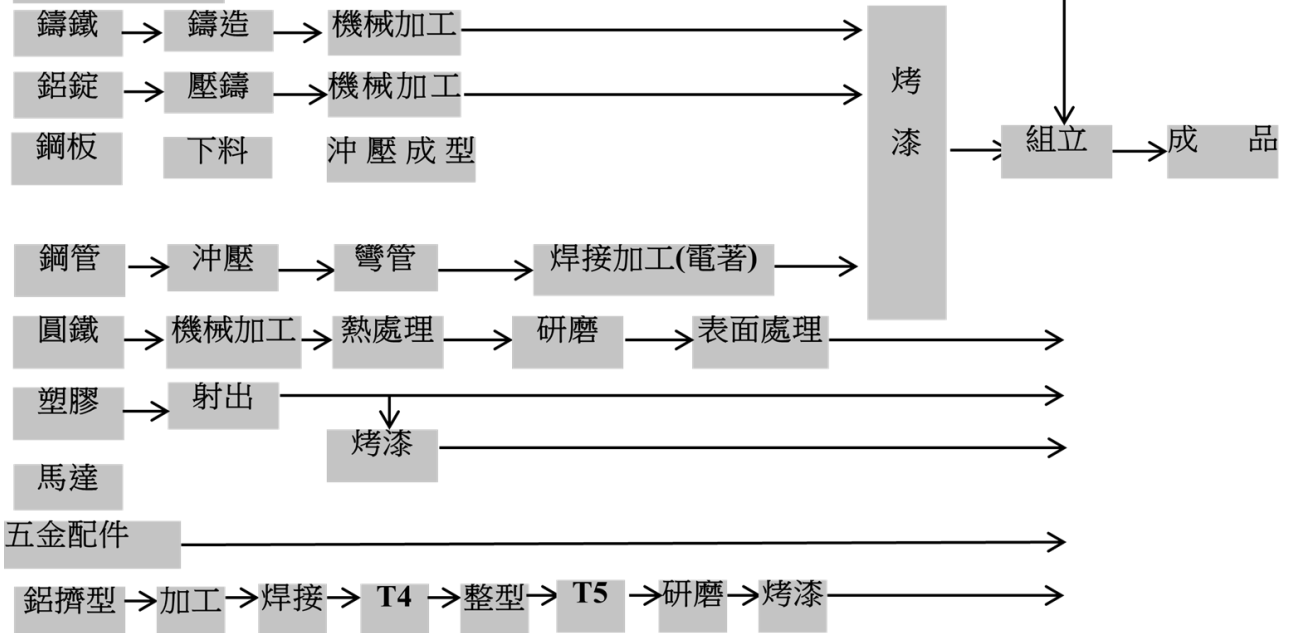 鑄鐵 鑄造 機械加工
鋁錠 壓鑄 機械加工
烤漆
鋼板 下料 沖壓成型
組立 成品
鋼管 沖壓 彎管 焊接加工(電著)
圓鐵 機械加工 熱處理 研磨 表面處理
塑膠 射出
烤漆
馬達
五金配件
鋁擠型 加工 焊接 T4 整型 T5 研磨 烤漆